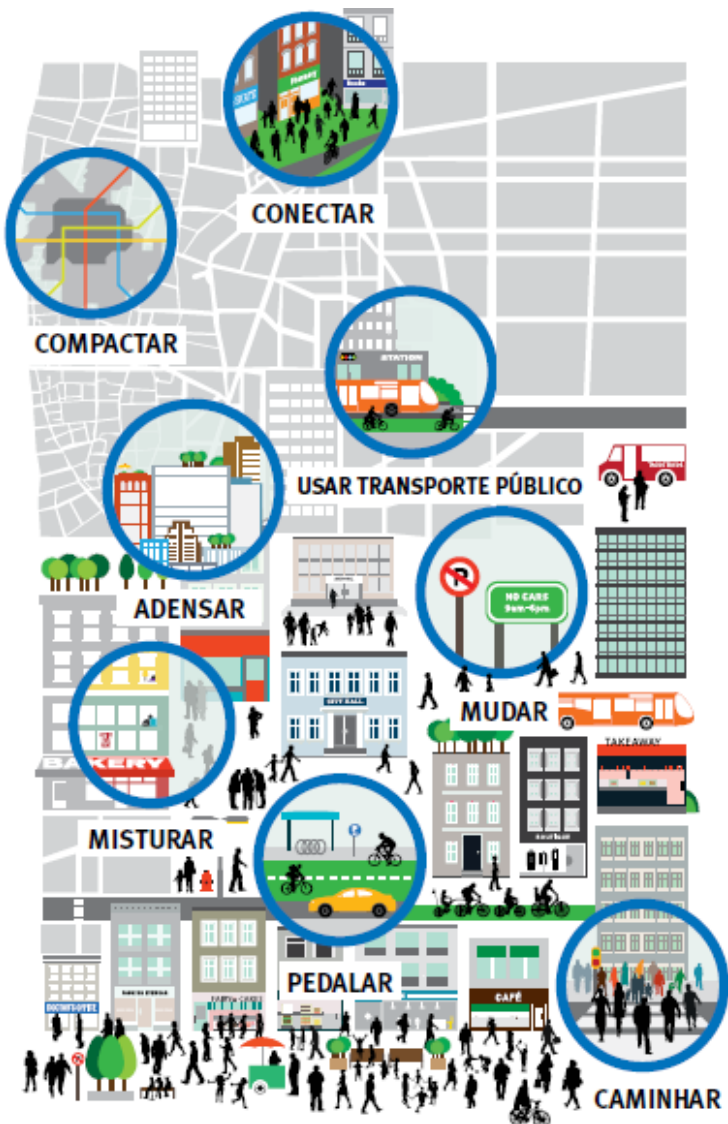 CONECTAR
COMPACTAR
STATION
USAR TRANSPORTE PÚBLICO
ADENSAR
P
NO CARS
9am-6pm
MUDAR
CITY HALL
BAKERY
TAKEAWAY
MISTURAR
PEDALAR
CAFÉ
CAMINHAR